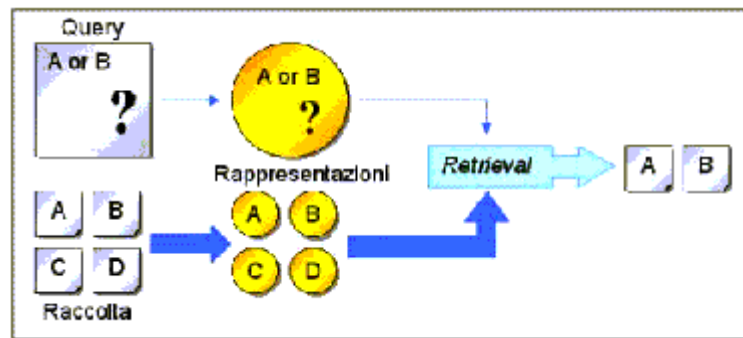 Query
A or B
?
A or B
?
Rappresentazioni
Retrieval
A B
A B
C D
A B
C D
Raccolta